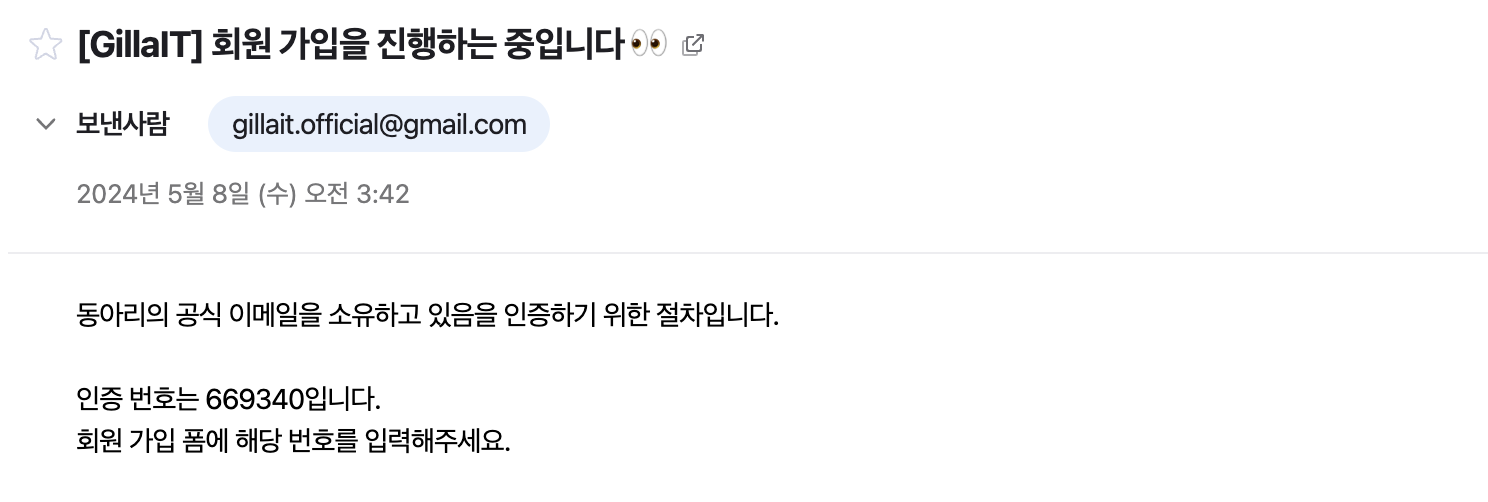 [GillaIT] 회원 가입을 진행하는 중입니다👀
보낸사람 gillait.official@gmail.com
2024년 5월 8일 (수) 오전 3:42
동아리의 공식 이메일을 소유하고 있음을 인증하기 위한 절차입니다.
인증 번호는 669340입니다.
회원 가입 폼에 해당 번호를 입력해주세요.